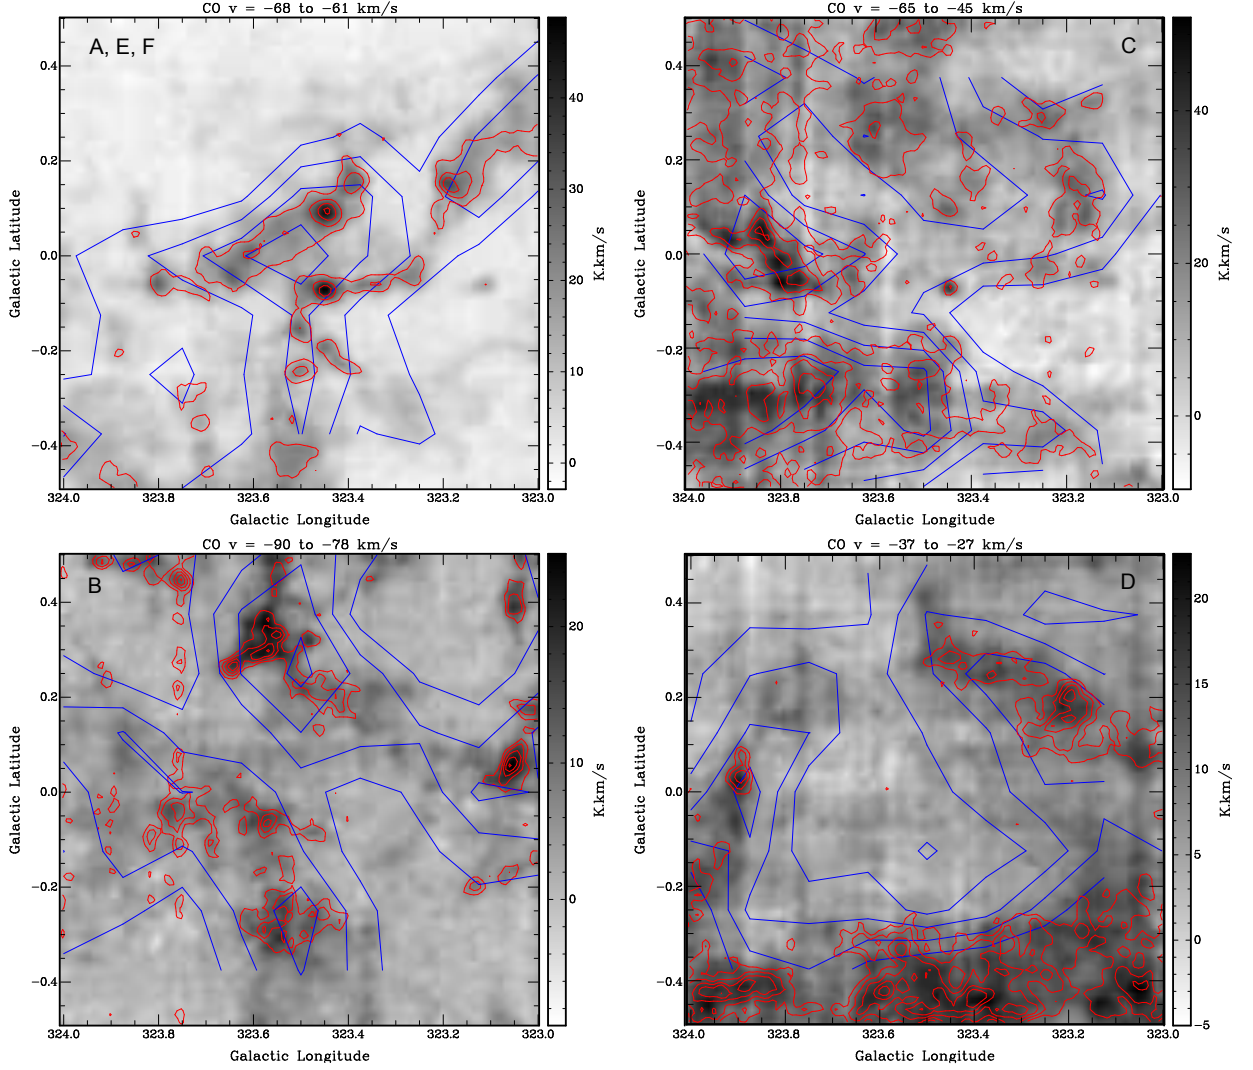 CO v = −68 to −61 km/s
A, E, F
0.4
0.2
0.0
−0.2
−0.4
Galactic Latitude
324.0 323.8 323.6 323.4 323.2 323.0
Galactic Longitude
40
30
20
10
0
K.km/s
CO v = −65 to −45 km/s
C
0.4
0.2
0.0
−0.2
−0.4
Galactic Latitude
324.0 323.8 323.6 323.4 323.2 323.0
Galactic Longitude
40
20
0
K.km/s
CO v = −90 to −78 km/s
B
0.4
0.2
0.0
−0.2
−0.4
Galactic Latitude
324.0 323.8 323.6 323.4 323.2 323.0
Galactic Longitude
20
10
0
K.km/s
CO v = −37 to −27 km/s
D
0.4
0.2
0.0
−0.2
−0.4
Galactic Latitude
324.0 323.8 323.6 323.4 323.2 323.0
Galactic Longitude
20
15
10
5
0
−5
K.km/s